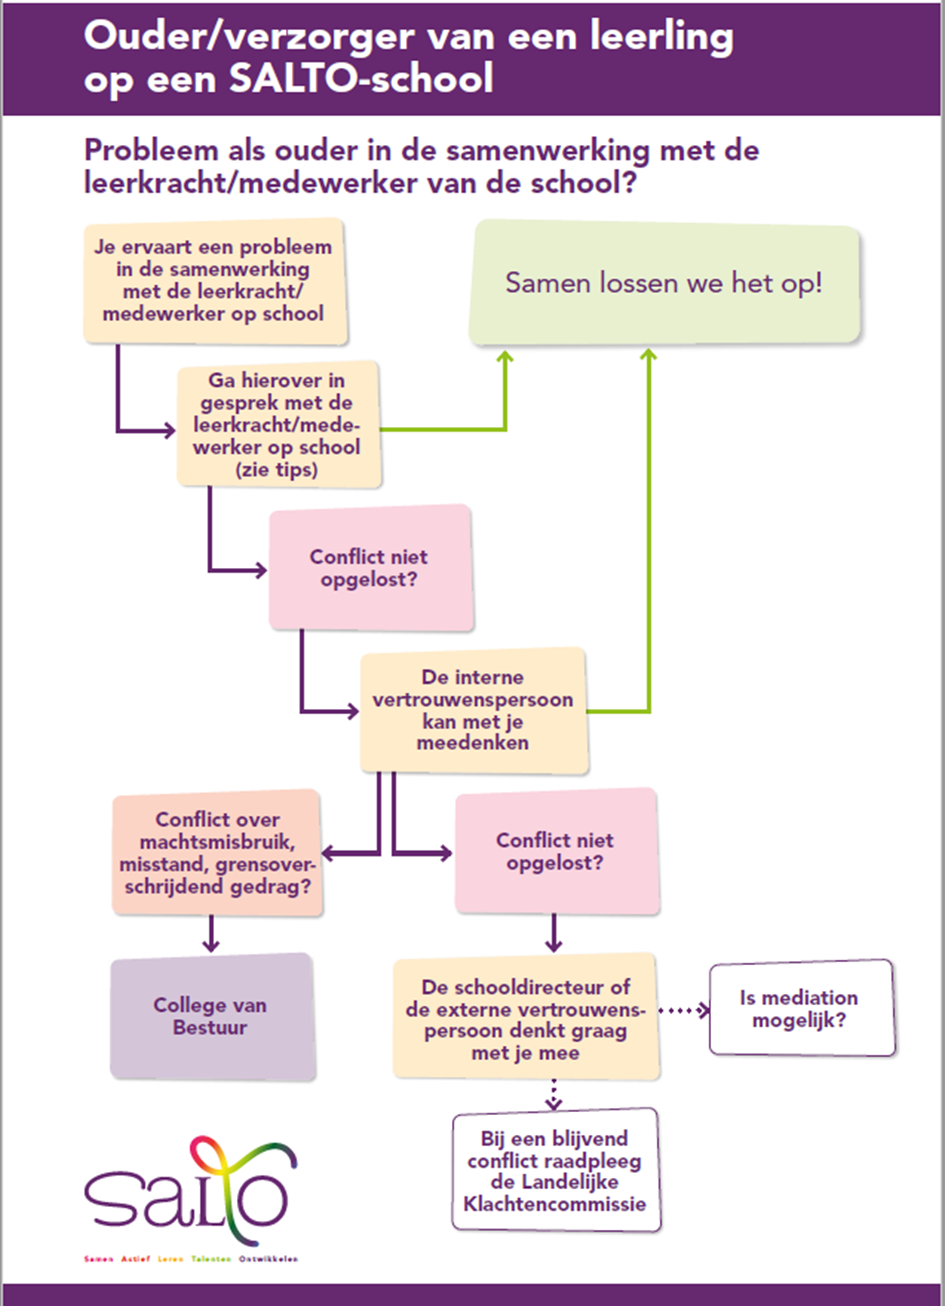 Ouder/verzorger van een leerling
op een SALTO-school
Probleem als ouder in de samenwerking met de
leerkracht/medewerker van de school?
Je ervaart een probleem
in de samenwerking
met de leerkracht/
medewerker op school
Samen lossen we het op!
Ga hierover in
gesprek met de
leerkracht/mede-
werker op school
(zie tips)
Conflict niet
opgelost?
De interne
vertrouwenspersoon
kan met je
meedenken
Conflict over
machtsmisbruik,
misstand, grensover-
schrijdend gedrag?
Conflict niet
opgelost?
College van
Bestuur
De schooldirecteur of
de externe vertrouwens-
persoon denkt graag
met je mee
Is mediation
mogelijk?
Bij een blijvend
conflict raadpleeg
de Landelijke
Klachtencommissie
SALTO
Samen Actief Leren Talenten Ontwikkelen